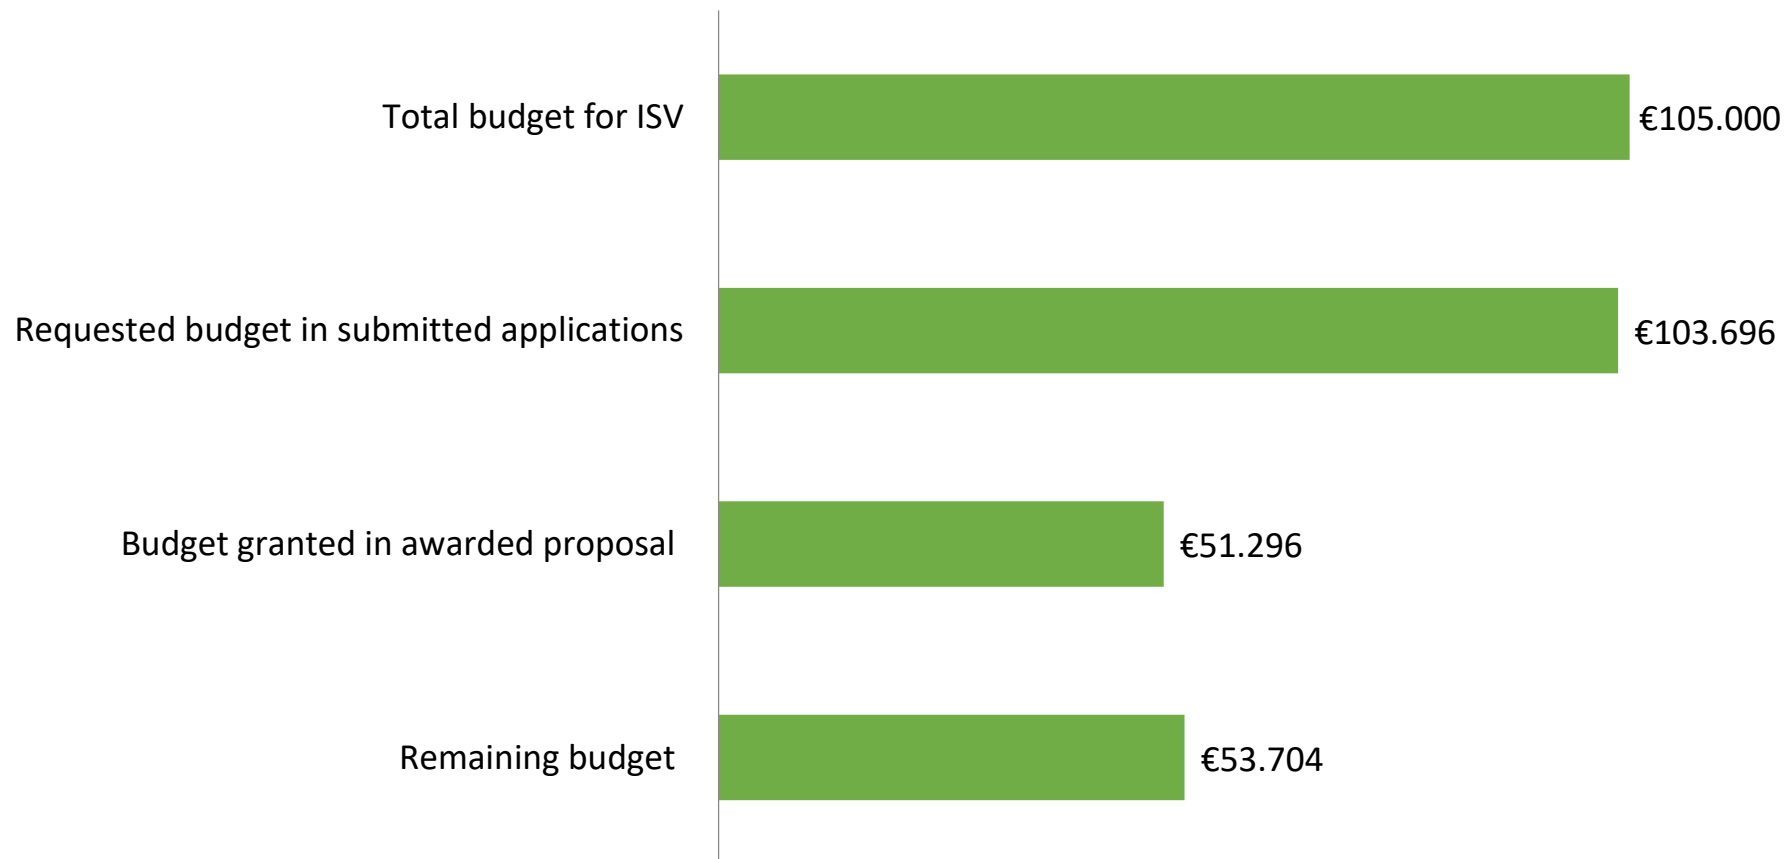 Total budget for ISV
€105.000
Requested budget in submitted applications
€103.696
Budget granted in awarded proposal
€51.296
Remaining budget
€53.704